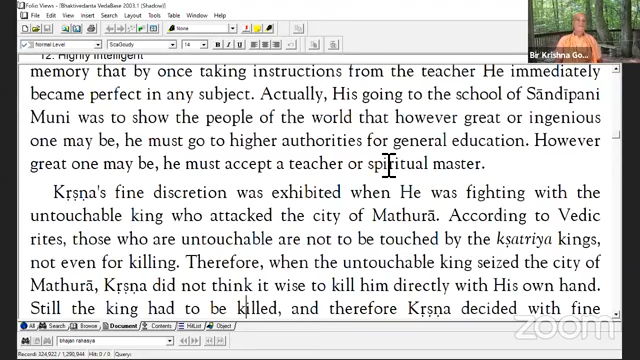 Folio Views - [Bhaktivedanta VedaBase 2003.1 (Shadow)]
File Edit View Search Insert Layout Tools Window Help
Normal Level ScaGoudy 14 None
12. Highly Intelligent
Bir Krishna Go...
memory that by once taking instructions from the teacher He immediately
became perfect in any subject. Actually, His going to the school of Sāndīpani
Muni was to show the people of the world that however great or ingenious
one may be, he must go to higher authorities for general education. However
great one may be, he must accept a teacher or spiritual master.
Kṛṣṇa's fine discretion was exhibited when He was fighting with the
untouchable king who attacked the city of Mathurā. According to Vedic
rites, those who are untouchable are not to be touched by the kṣatriya kings,
not even for killing. Therefore, when the untouchable king seized the city of
Mathurā, Kṛṣṇa did not think it wise to kill him directly with His own hand.
Still the king had to be killed, and therefore Kṛṣṇa decided with fine
All Search Browse Document Contents Hit List Object
bhajan rahasya
Record: 324,922 / 1,290,944 Hit: 0 / 0 Query:
zoom